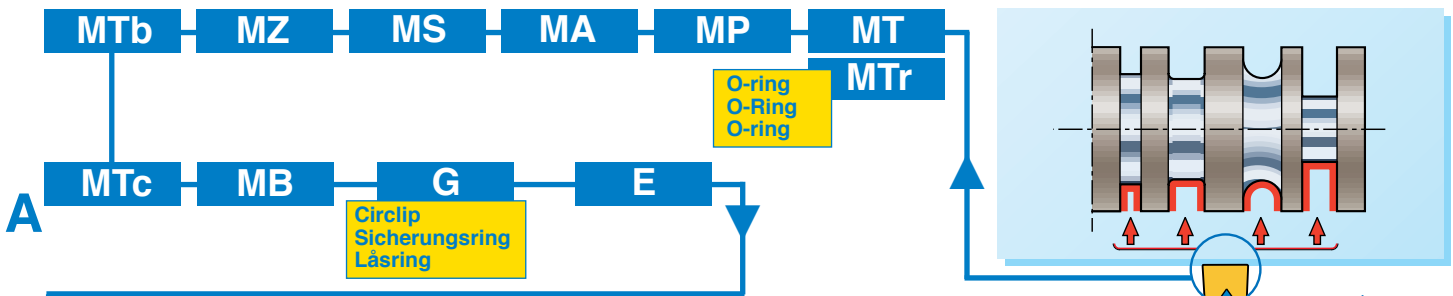 MTb MZ MS MA MP MT
MTr
O-ring
O-Ring
O-ring
MTc MB G E
A
Circlip
Sicherungsring
Låsring